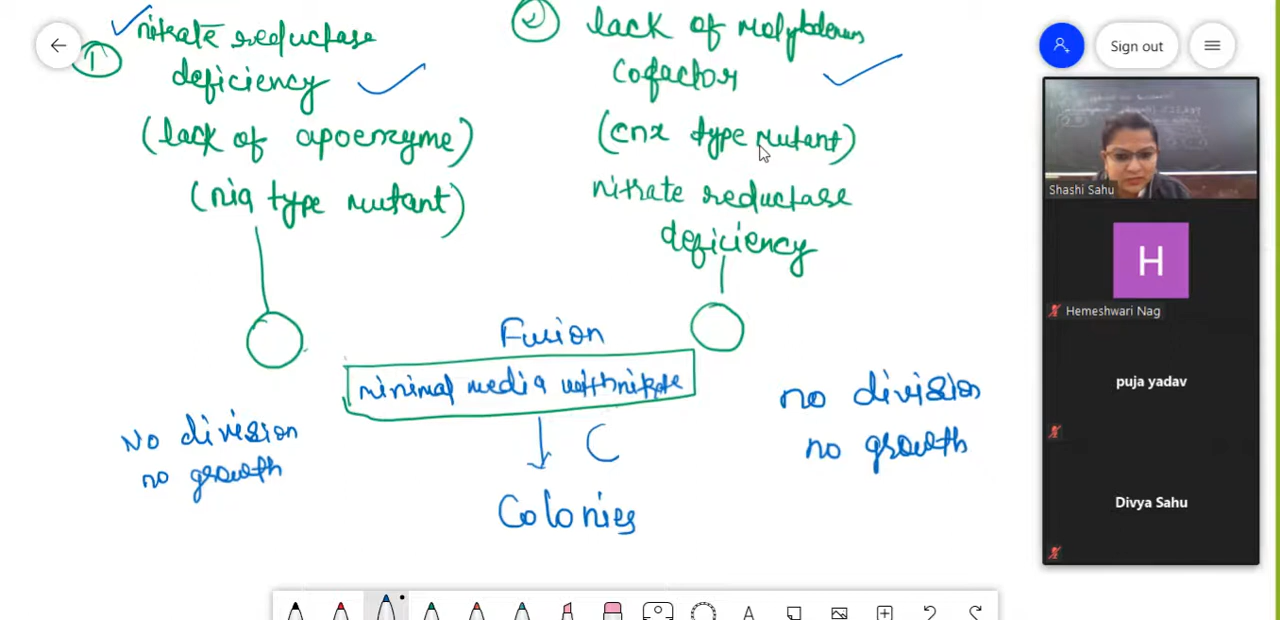 nitrate reductase
deficiency
(lack of apoenzyme)
(nia type mutant)
2 lack of Molybdenum
Cofactor
(cnx type mutant)
nitrate reductase
deficiency
Fusion
minimal media with nitrate
No division
no growth
no division
no growth
C
Colonies
Sign out
Shashi Sahu
H
Hemeshwari Nag
puja yadav
Divya Sahu
A